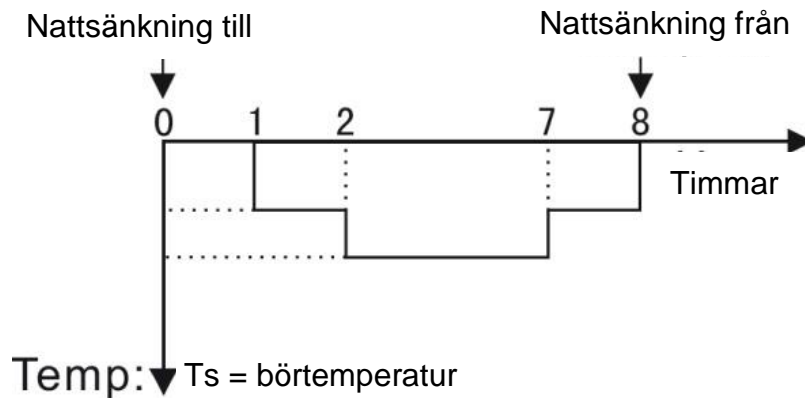 Nattsänkning till
Nattsänkning från
0 1 2 7 8
Timmar
Temp: Ts = börtemperatur